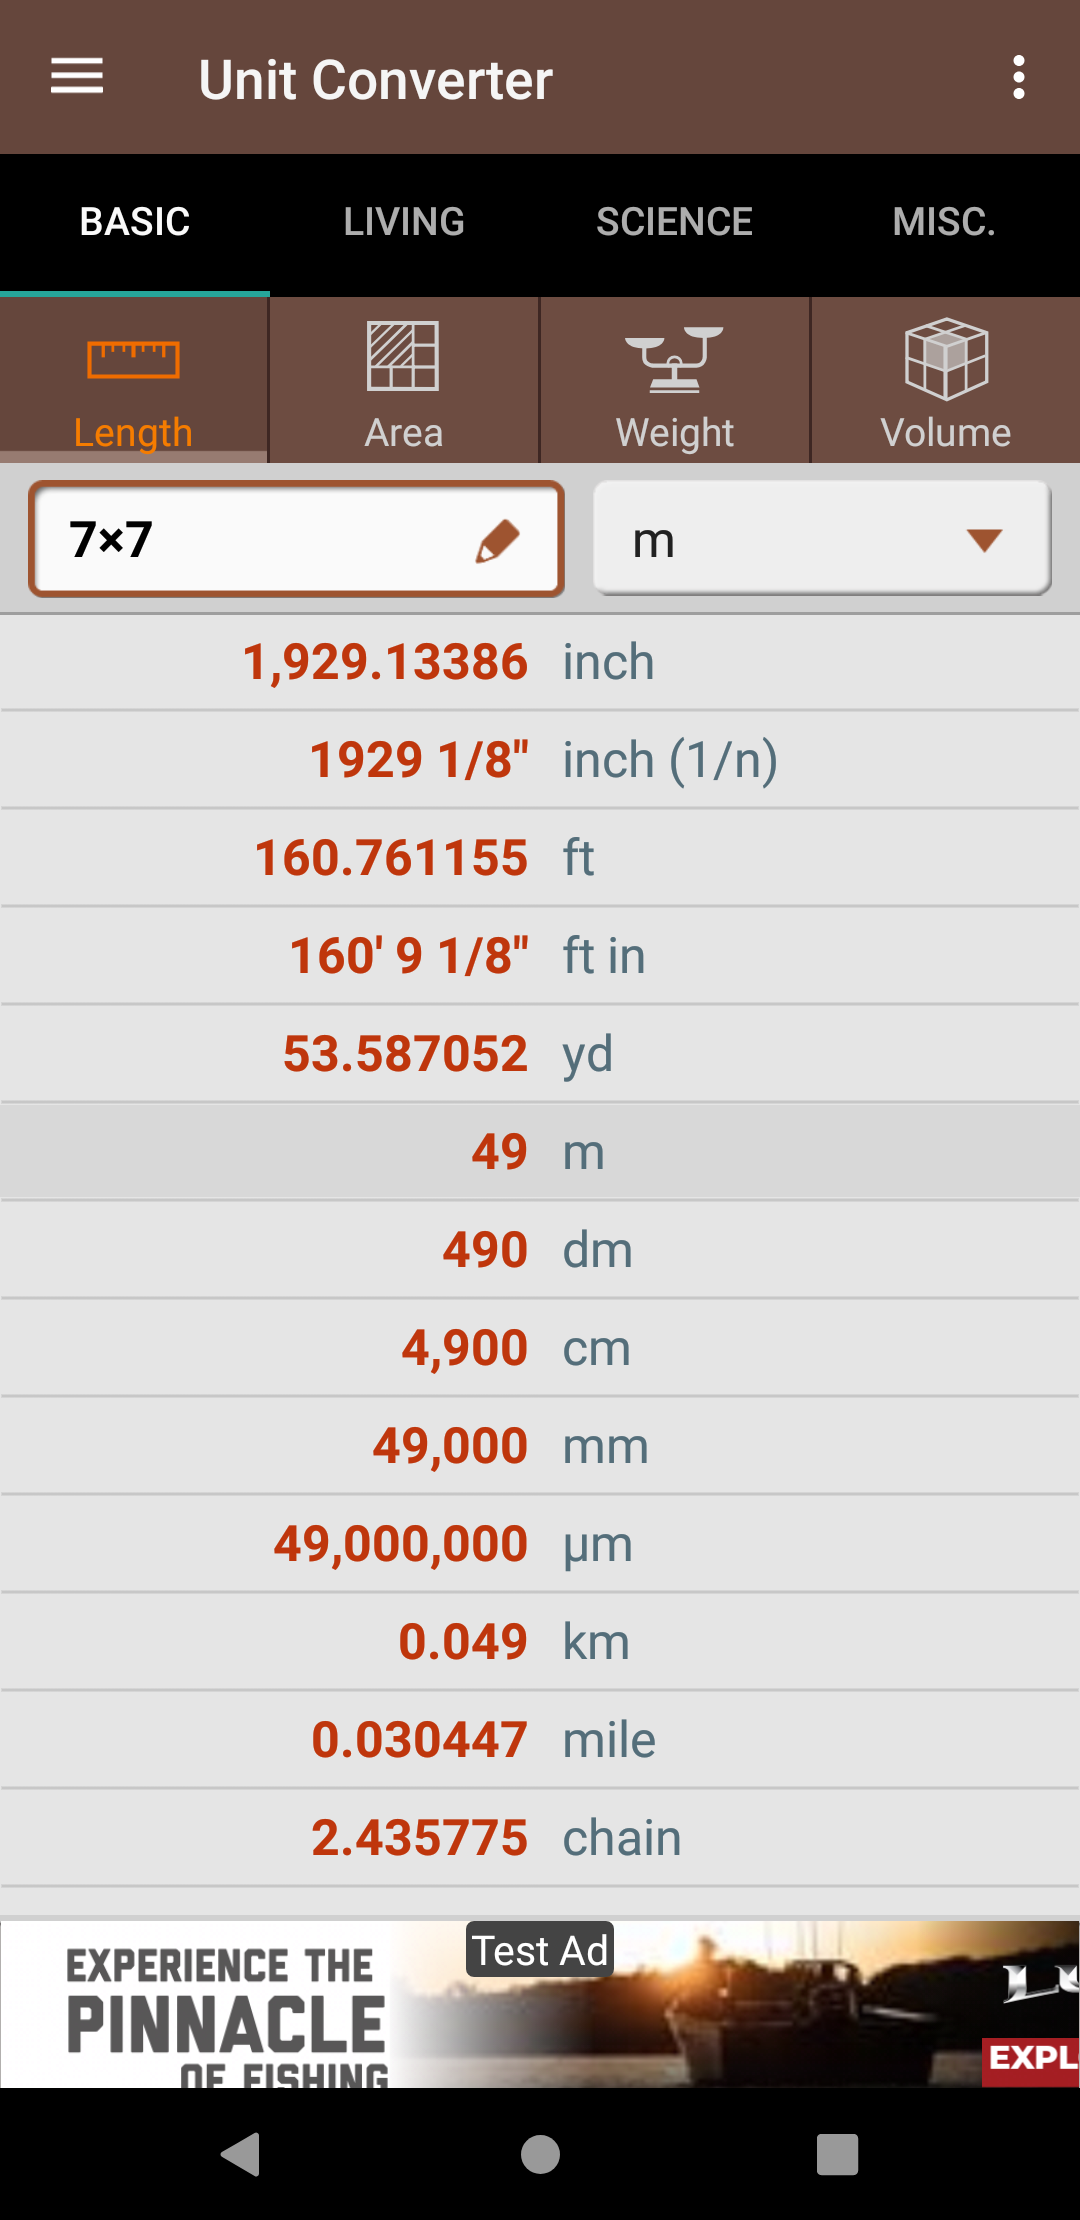 Unit Converter
BASIC
LIVING
SCIENCE
MISC.
Length
Area
Weight
Volume
7×7
m
1,929.13386 inch
1929 1/8" inch (1/n)
160.761155 ft
160' 9 1/8" ft in
53.587052 yd
49 m
490 dm
4,900 cm
49,000 mm
49,000,000 µm
0.049 km
0.030447 mile
2.435775 chain
Test Ad
EXPERIENCE THE
PINNACLE
OF FISHING